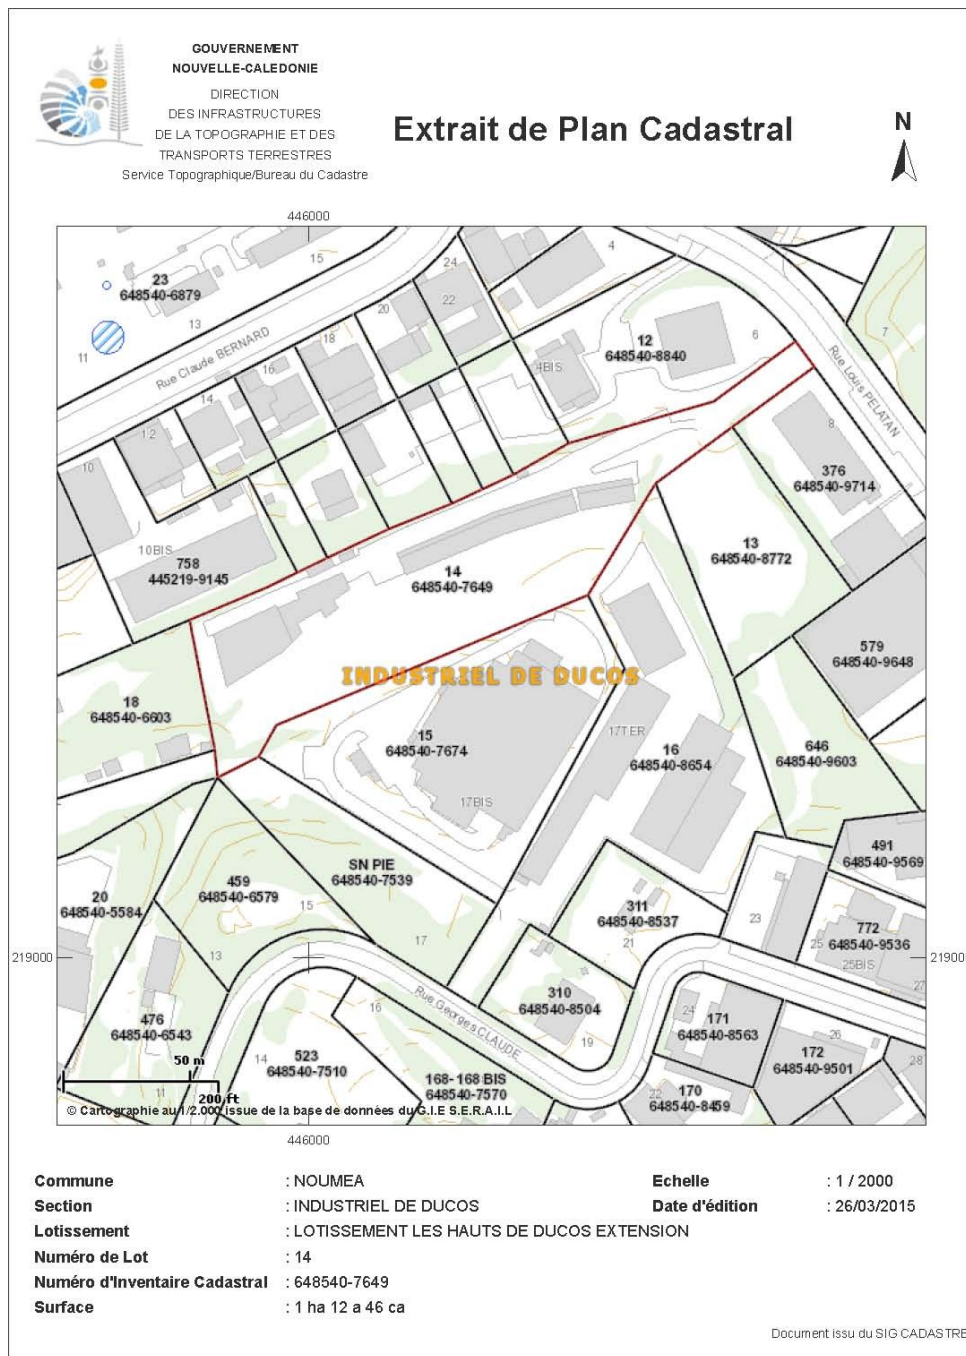 GOUVERNEMENT
NOUVELLE-CALEDONIE
DIRECTION
DES INFRASTRUCTURES
DE LA TOPOGRAPHIE ET DES
TRANSPORTS TERRESTRES
Service Topographique/Bureau du Cadastre
Extrait de Plan Cadastral
N
446000
4
15
23
648540-6879
24
22
20
13
12
648540-8840
6
7
11
18
Rue Claude BERNARD
Rue Louis PELATAN
16
4BIS
14
8
12
10
376
648540-9714
10BIS
758
445219-9145
14
648540-7649
13
648540-8772
579
648540-9648
INDUSTRIEL DE DUCOS
18
648540-6603
15
648540-7674
17TER
16
648540-8654
646
648540-9603
17BIS
491
648540-9569
SN PIE
648540-7539
459
648540-6579
20
648540-5584
15
311
648540-8537
23
772
648540-9536
17
21
25
13
25BIS
219000
219000
27
310
648540-8504
Rue Georges CLAUDE
476
648540-6543
16
24
171
648540-8563
26
19
172
648540-9501
50 m
14
523
648540-7510
28
168- 168 BIS
648540-7570
11
22
170
648540-8459
200 ft
© Cartographie au 1/2.000 issue de la base de données du G.I.E S.E.R.A.I.L
446000
Commune : NOUMEA Echelle : 1 / 2000
Section : INDUSTRIEL DE DUCOS Date d'édition : 26/03/2015
Lotissement : LOTISSEMENT LES HAUTS DE DUCOS EXTENSION
Numéro de Lot : 14
Numéro d'Inventaire Cadastral : 648540-7649
Surface : 1 ha 12 a 46 ca
Document issu du SIG CADASTRE